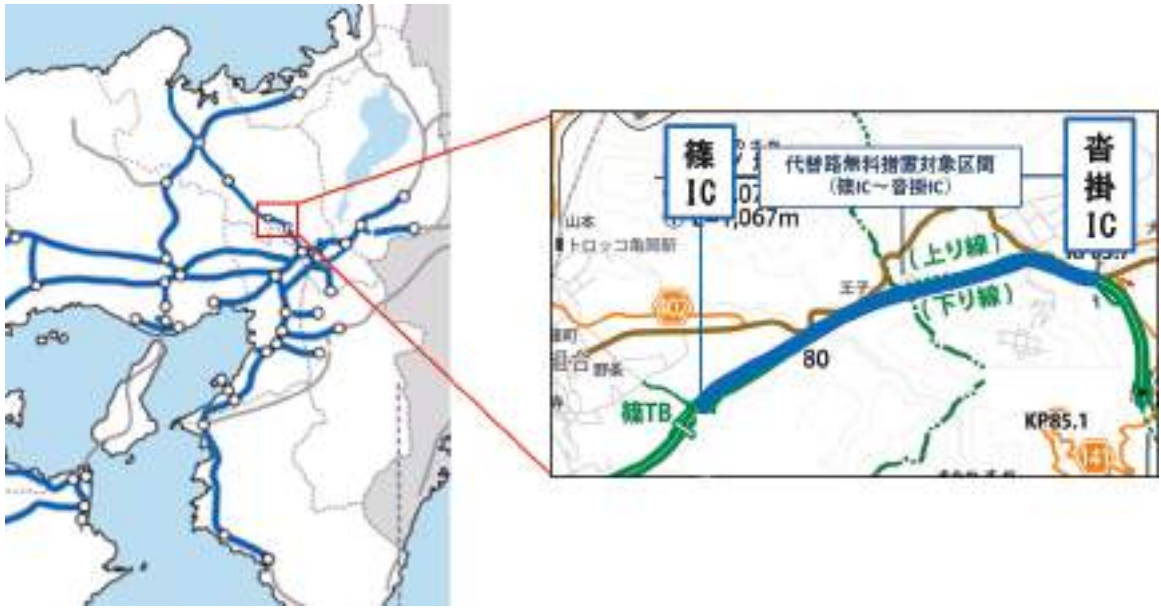 篠
IC
沓
掛
IC
代替路無料措置対象区間
(篠IC～沓掛IC)
,067m
山本
トロッコ亀岡駅
(上り線)
王子
(下り線)
野条
80
篠TB
KP85.1